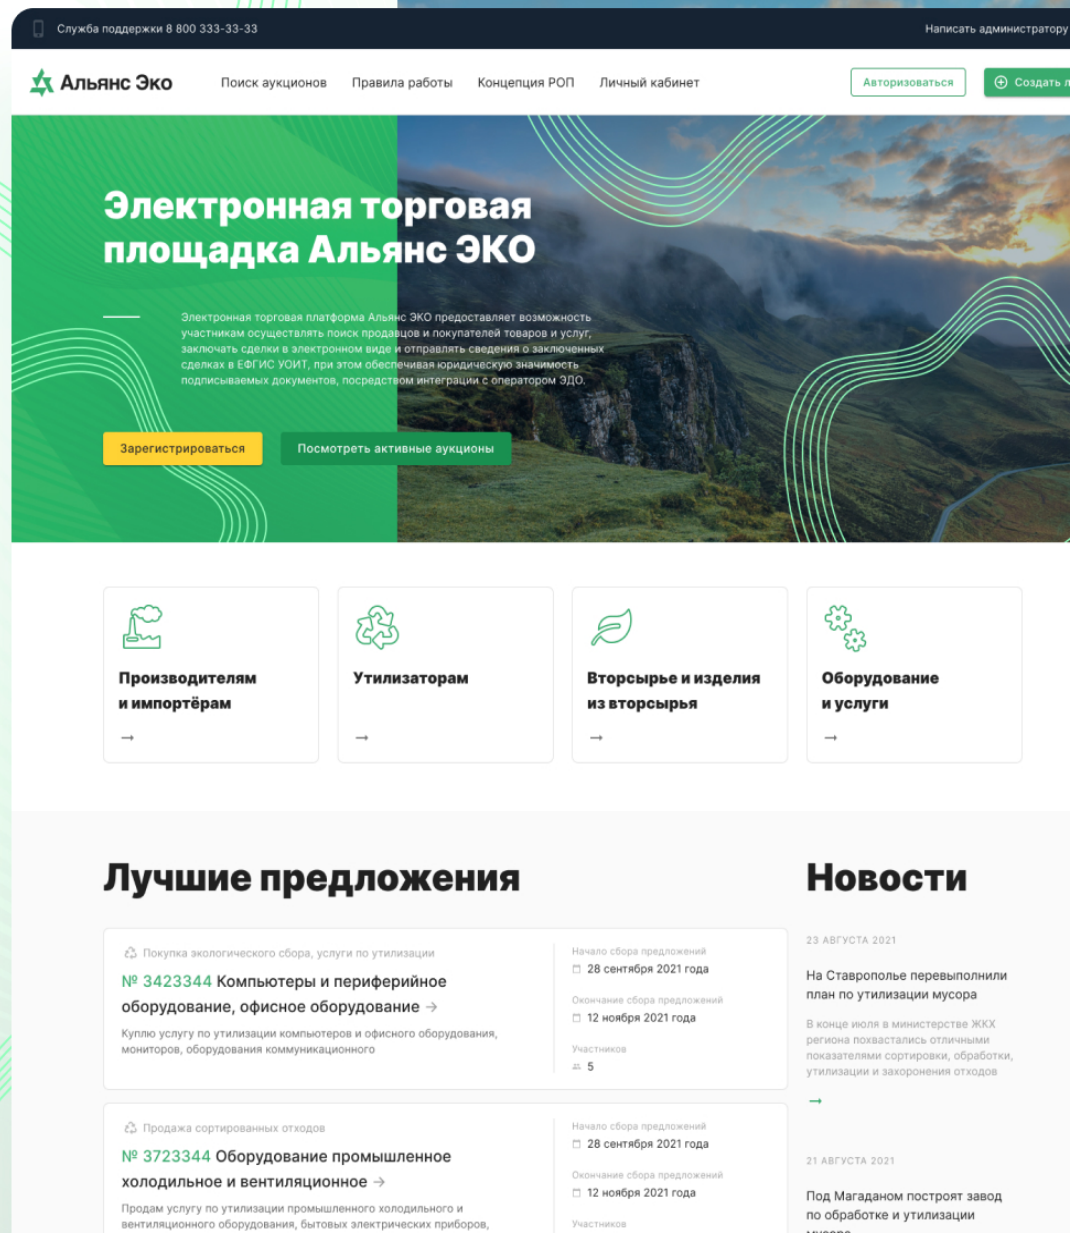 Служба поддержки 8 800 333-33-33
Написать администратору
Альянс Эко
Поиск аукционов
Правила работы
Концепция РОП
Личный кабинет
Авторизоваться
Создать
Электронная торговая
площадка Альянс ЭКО
Электронная торговая платформа Альянс ЭКО предоставляет возможность
участникам осуществлять поиск продавцов и покупателей товаров и услуг,
заключать сделки в электронном виде и отправлять сведения о заключенных
сделках в ЕФГИС УОИТ, при этом обеспечивая юридическую значимость
подписываемых документов, посредством интеграции с оператором ЭДО.
Зарегистрироваться
Посмотреть активные аукционы
Производителям
и импортёрам
→
Утилизаторам
→
Вторсырье и изделия
из вторсырья
→
Оборудование
и услуги
→
Лучшие предложения
Покупка экологического сбора, услуги по утилизации
№ 3423344 Компьютеры и периферийное
оборудование, офисное оборудование →
Куплю услугу по утилизации компьютеров и офисного оборудования,
мониторов, оборудования коммуникационного
Начало сбора предложений
28 сентября 2021 года
Окончание сбора предложений
12 ноября 2021 года
Участников
5
Продажа сортированных отходов
№ 3723344 Оборудование промышленное
холодильное и вентиляционное →
Продам услугу по утилизации промышленного холодильного и
вентиляционного оборудования, бытовых электрических приборов,
Начало сбора предложений
28 сентября 2021 года
Окончание сбора предложений
12 ноября 2021 года
Участников
Новости
23 АВГУСТА 2021
На Ставрополье перевыполнили
план по утилизации мусора
В конце июля в министерстве ЖКХ
региона похвастались отличными
показателями сортировки, обработки,
утилизации и захоронения отходов
→
21 АВГУСТА 2021
Под Магаданом построят завод
по обработке и утилизации
мусора